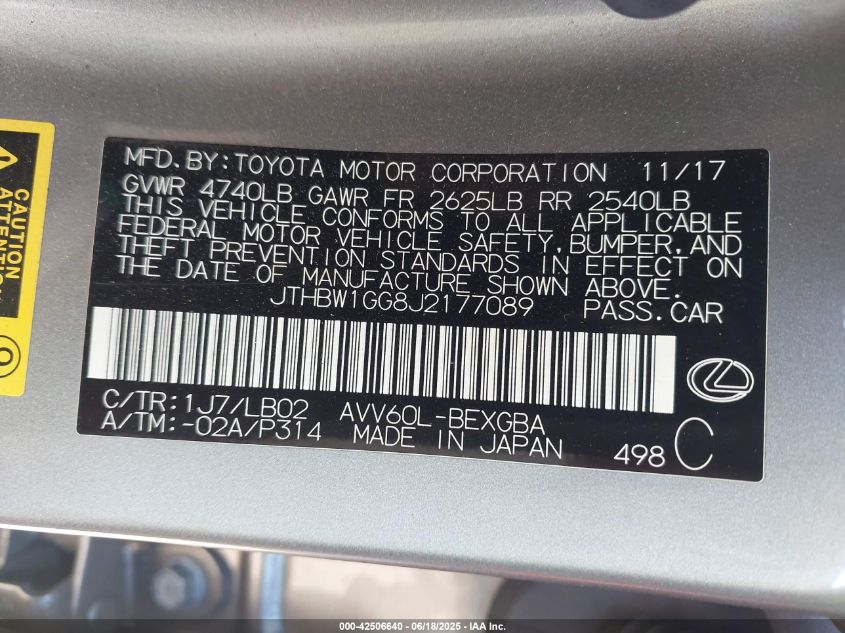 CAUTION
ATTENTION
MFD.BY:TOYOTA MOTOR CORPORATION 11/17
GVWR 4740LB GAWR FR 2625LB RR 2540LB
THIS VEHICLE CONFORMS TO ALL APPLICABLE
FEDERAL MOTOR VEHICLE SAFETY,BUMPER,AND
THEFT PREVENTION STANDARDS IN EFFECT ON
THE DATE OF MANUFACTURE SHOWN ABOVE.
JTHBW1GG8J2177089 PASS.CAR
C/TR:1J7/LB02 AVV60L-BEXGBA
A/TM:-02A/P314 MADE IN JAPAN 498 C
000-42506640 - 06/18/2025 - IAA Inc.